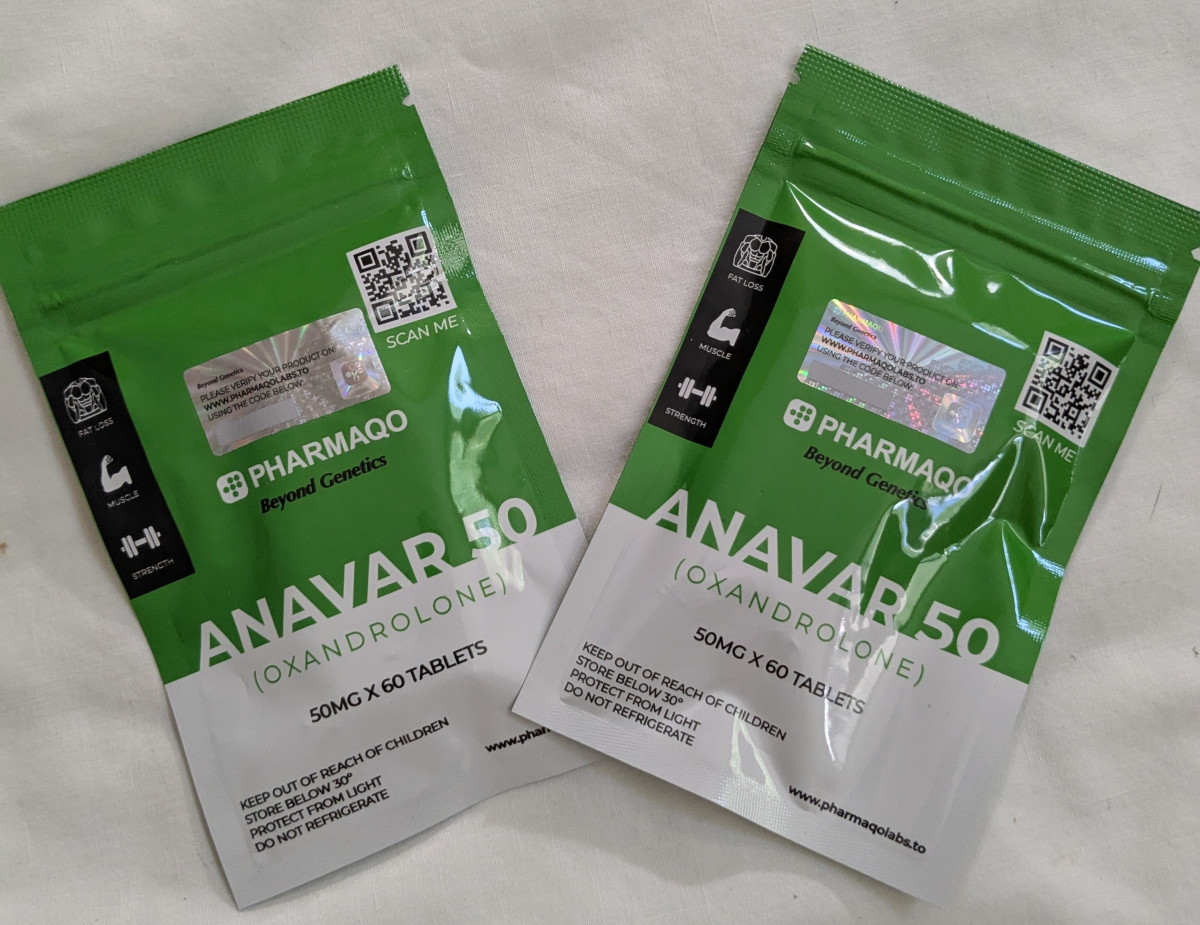 SCAN ME
Beyond Genetics
PLEASE VERIFY YOUR PRODUCT ON:
WWW.PHARMAQOLABS.TO
USING THE CODE BELOW:
FAT LOSS
MUSCLE
STRENGTH
PHARMAQO
Beyond Genetics
ANAVAR 50
(OXANDROLONE)
50MG X 60 TABLETS
KEEP OUT OF REACH OF CHILDREN
STORE BELOW 30°
PROTECT FROM LIGHT
DO NOT REFRIGERATE
www.phar
FAT LOSS
MUSCLE
STRENGTH
PHARMAQO
Beyond Genetics
PLEASE VERIFY YOUR PRODUCT ON:
WWW.PHARMAQOLABS.TO
USING THE CODE BELOW:
SCAN ME
PHARMAQO
Beyond Genetics
ANAVAR 50
(OXANDROLONE)
50MG X 60 TABLETS
KEEP OUT OF REACH OF CHILDREN
STORE BELOW 30°
PROTECT FROM LIGHT
DO NOT REFRIGERATE
www.pharmaqolabs.to